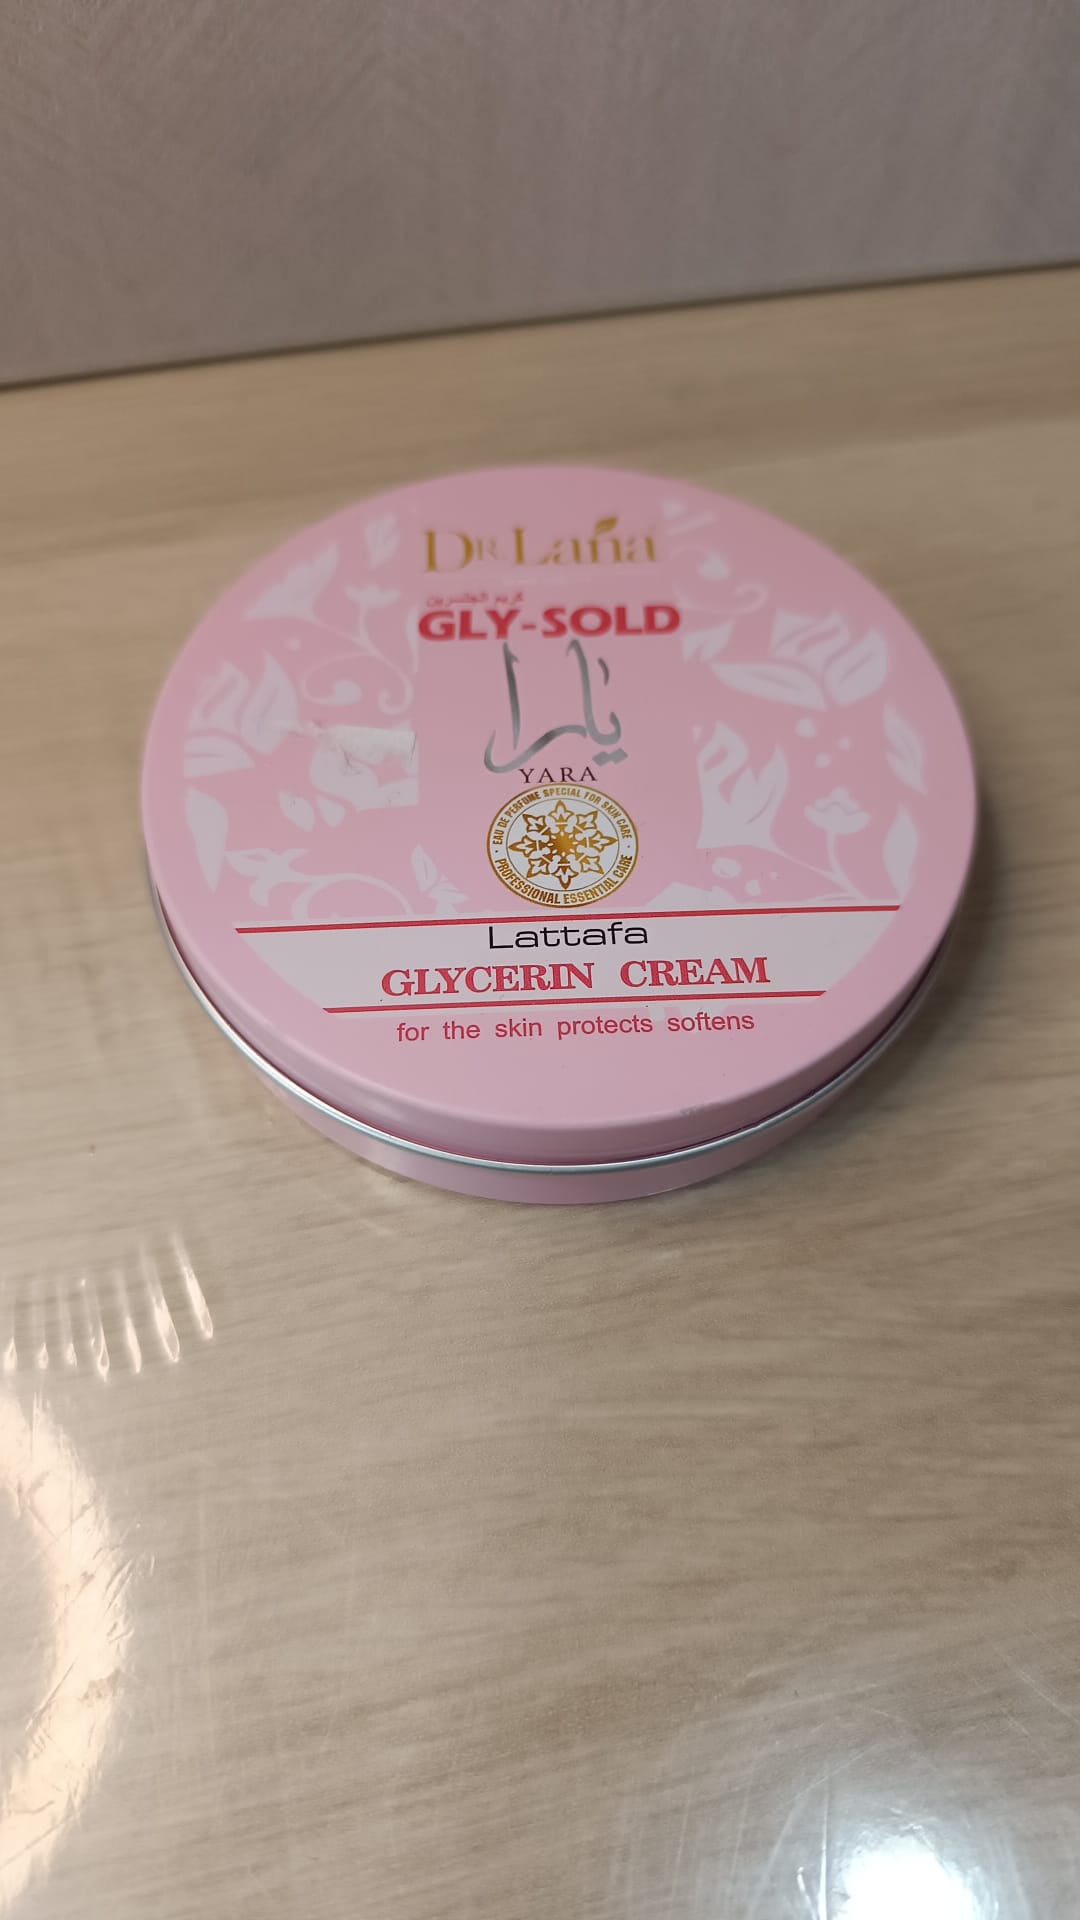 Dr. Lana
كريم الجلسرين
GLY-SOLD
يارا
YARA
· EAU DE PERFUME SPECIAL FOR SKIN CARE ·
PROFESSIONAL ESSENTIAL CARE
Lattafa
GLYCERIN CREAM
for the skin protects softens